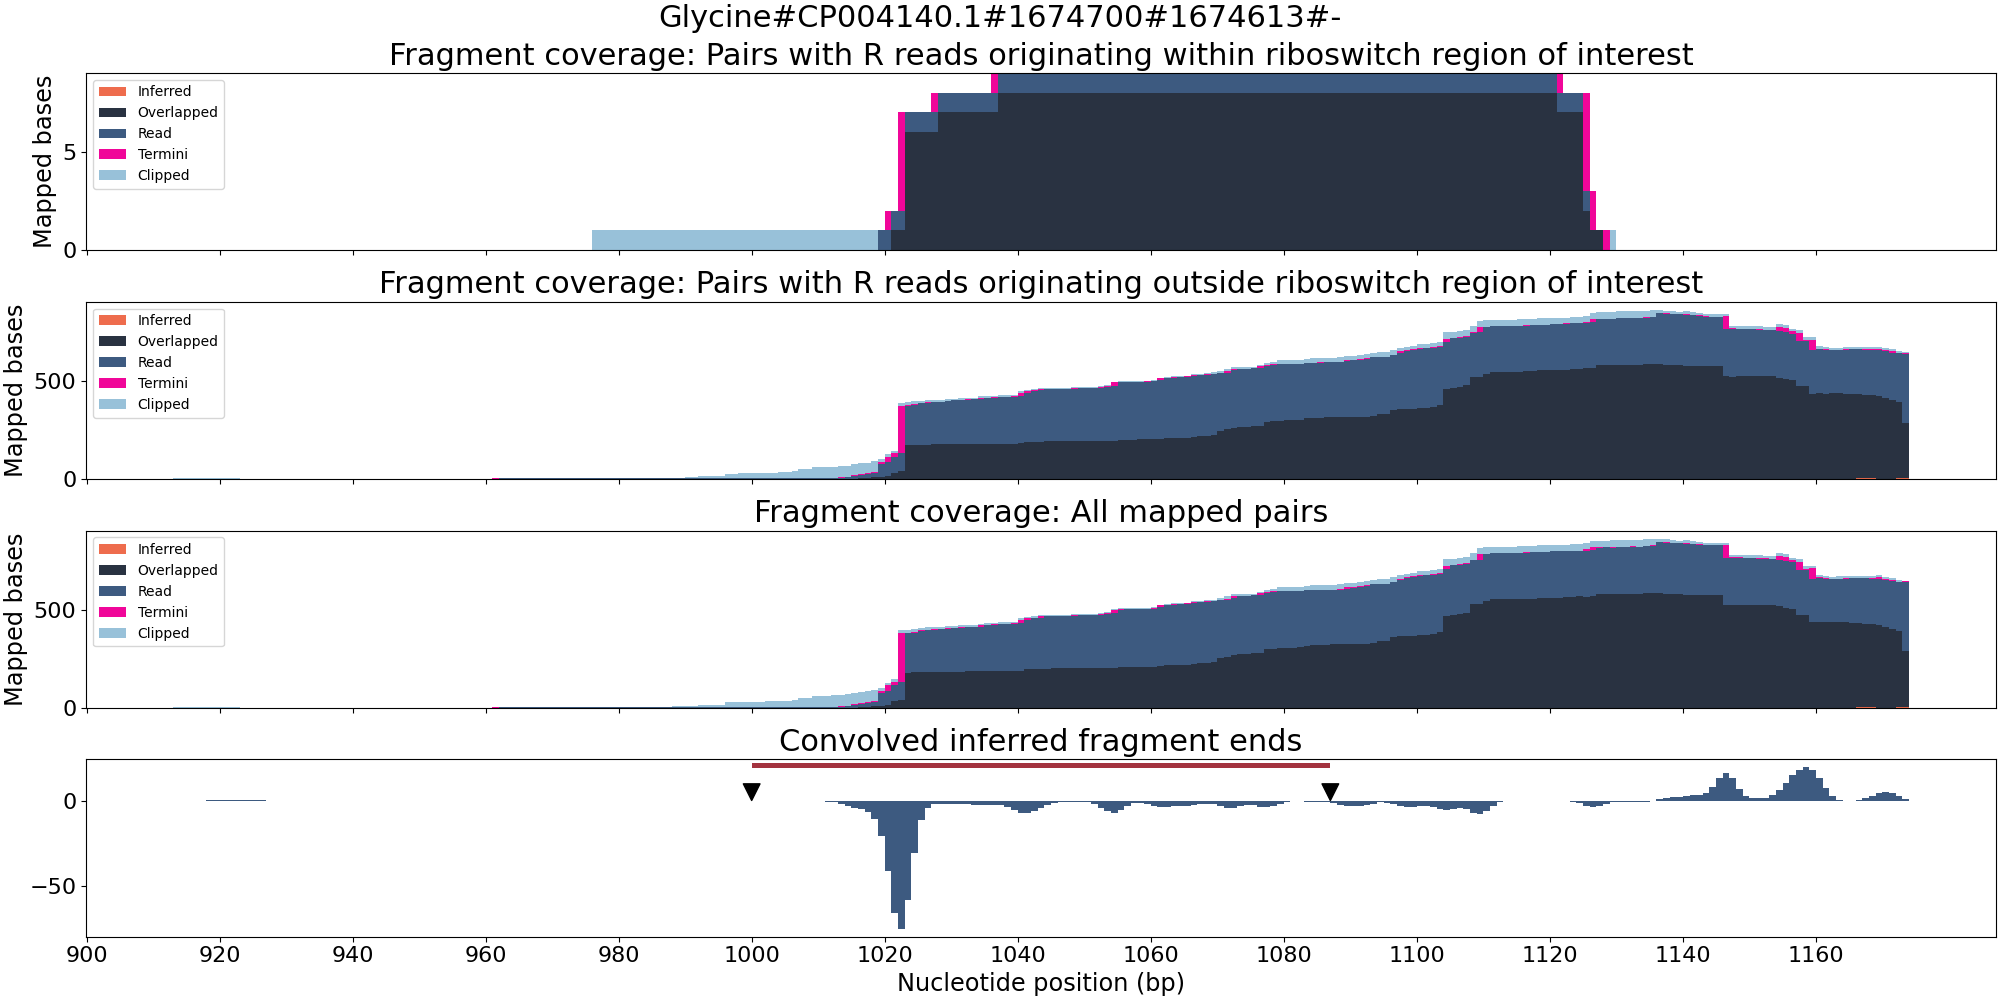 Glycine#CP004140.1#1674700#1674613#-
Fragment coverage: Pairs with R reads originating within riboswitch region of interest
Mapped bases
5
0
Inferred
Overlapped
Read
Termini
Clipped
Fragment coverage: Pairs with R reads originating outside riboswitch region of interest
Mapped bases
500
0
Inferred
Overlapped
Read
Termini
Clipped
Fragment coverage: All mapped pairs
Mapped bases
500
0
Inferred
Overlapped
Read
Termini
Clipped
Convolved inferred fragment ends
0
−50
900 920 940 960 980 1000 1020 1040 1060 1080 1100 1120 1140 1160
Nucleotide position (bp)